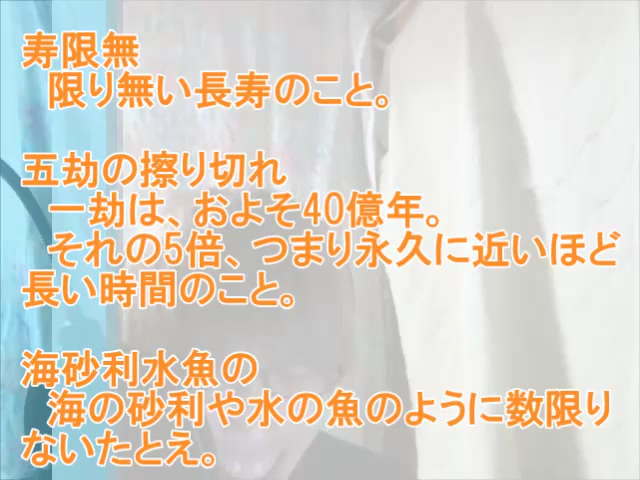 寿限無
限り無い長寿のこと。
五劫の擦り切れ
一劫は、およそ40億年。
それの5倍、つまり永久に近いほど
長い時間のこと。
海砂利水魚の
海の砂利や水の魚のように数限り
ないたとえ。